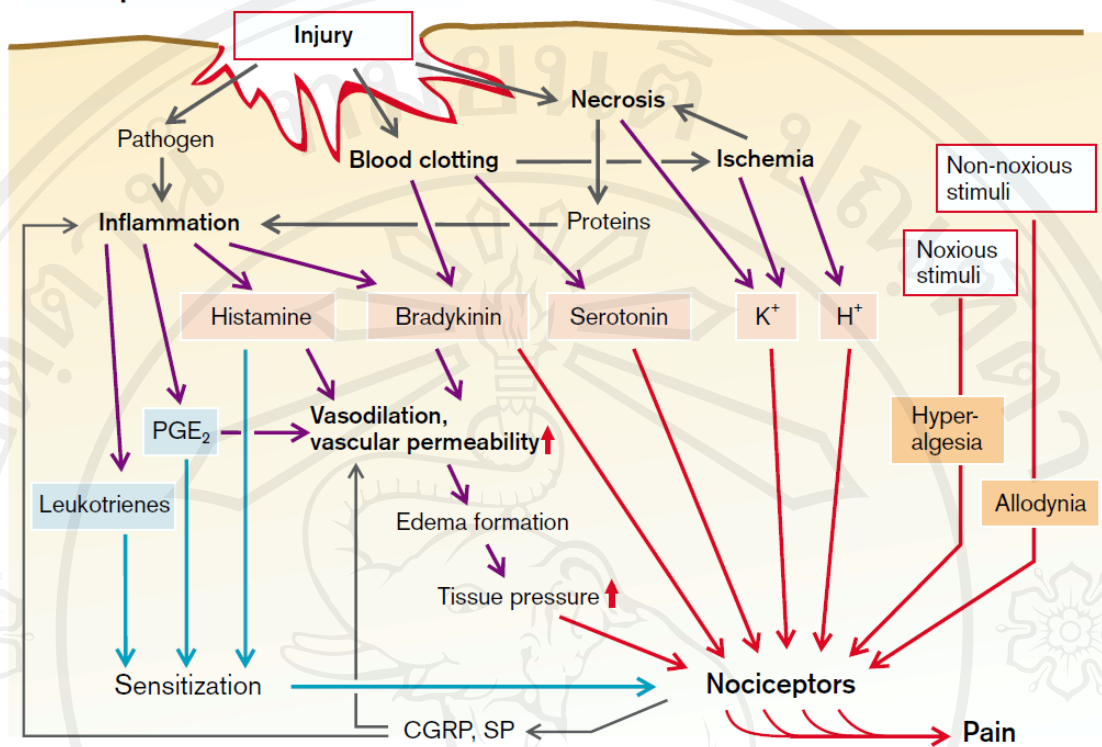 Injury
Necrosis
Pathogen
Blood clotting
Ischemia
Non-noxious
stimuli
Inflammation
Proteins
Noxious
stimuli
Histamine
Bradykinin
Serotonin
K⁺
H⁺
PGE₂
Vasodilation,
vascular permeability
Hyper-
algesia
Leukotrienes
Allodynia
Edema formation
Tissue pressure
Sensitization
Nociceptors
CGRP, SP
Pain